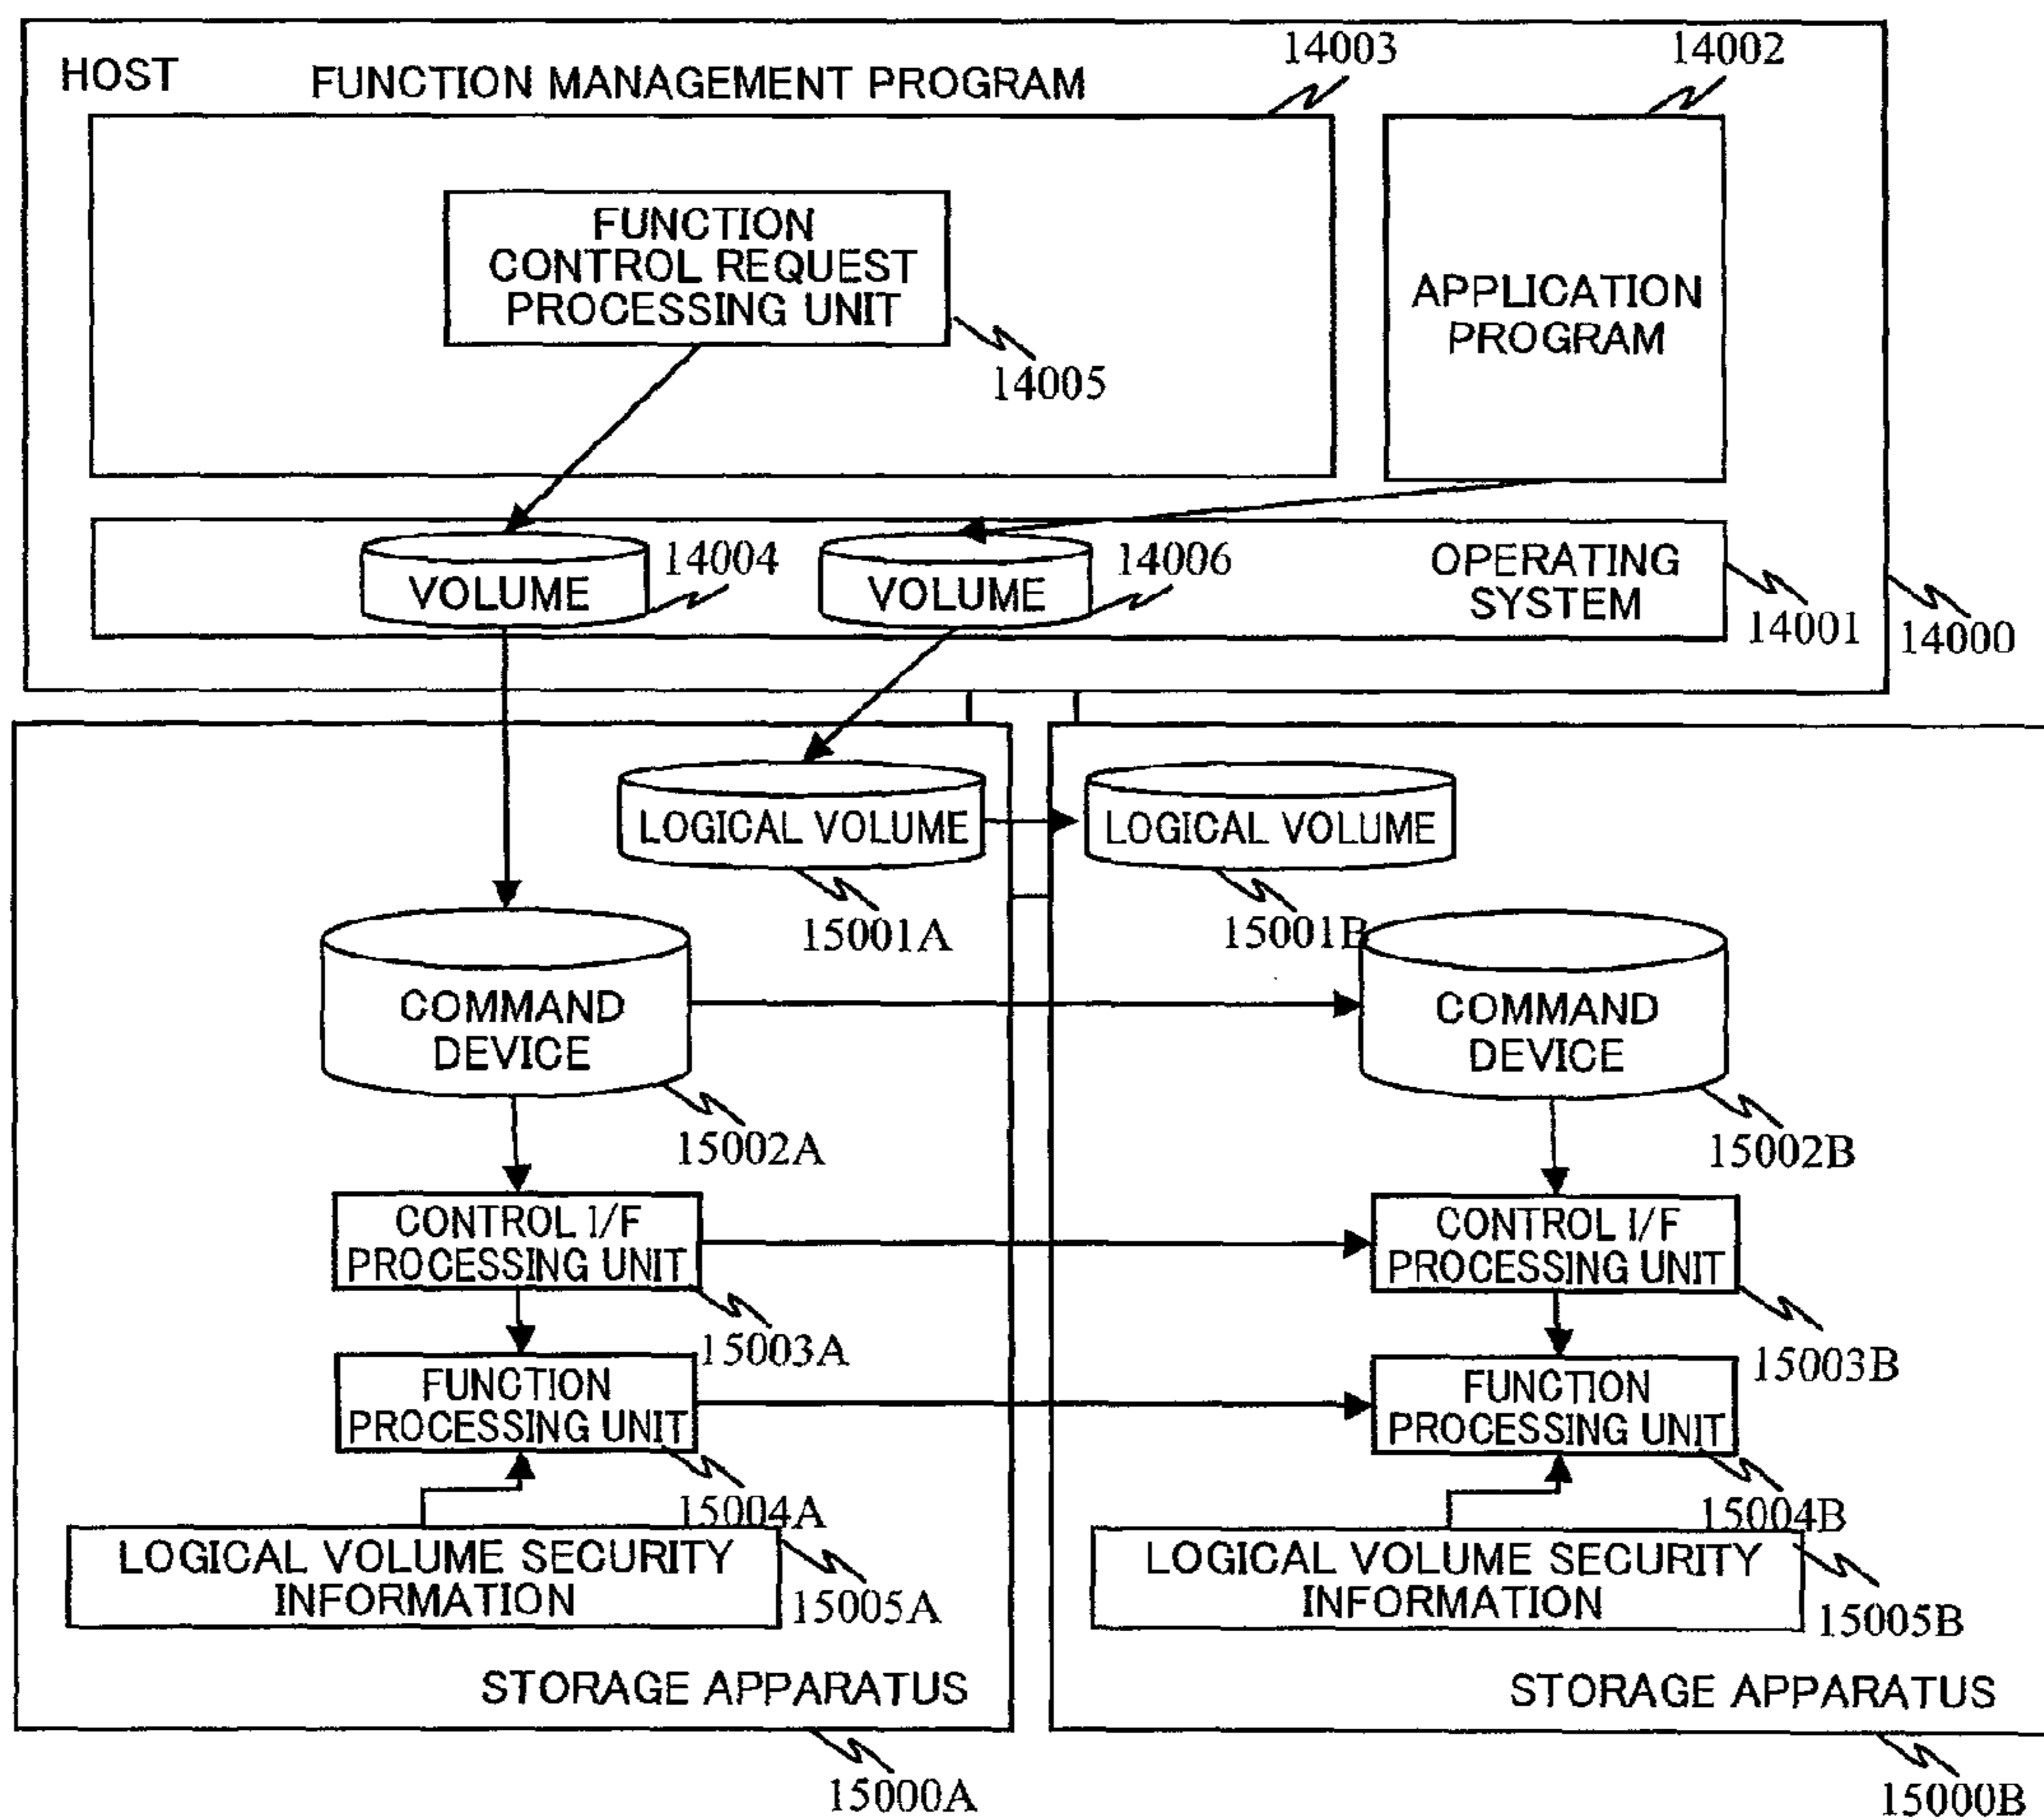 14003
14002
HOST
FUNCTION MANAGEMENT PROGRAM
FUNCTION
CONTROL REQUEST
PROCESSING UNIT
14005
APPLICATION
PROGRAM
VOLUME
14004
VOLUME
14006
OPERATING
SYSTEM
14001
14000
LOGICAL VOLUME
15001A
LOGICAL VOLUME
15001B
COMMAND
DEVICE
15002A
COMMAND
DEVICE
15002B
CONTROL I/F
PROCESSING UNIT
15003A
CONTROL I/F
PROCESSING UNIT
15003B
FUNCTION
PROCESSING UNIT
15004A
FUNCTION
PROCESSING UNIT
15004B
LOGICAL VOLUME SECURITY
INFORMATION
15005A
LOGICAL VOLUME SECURITY
INFORMATION
15005B
STORAGE APPARATUS
15000A
STORAGE APPARATUS
15000B